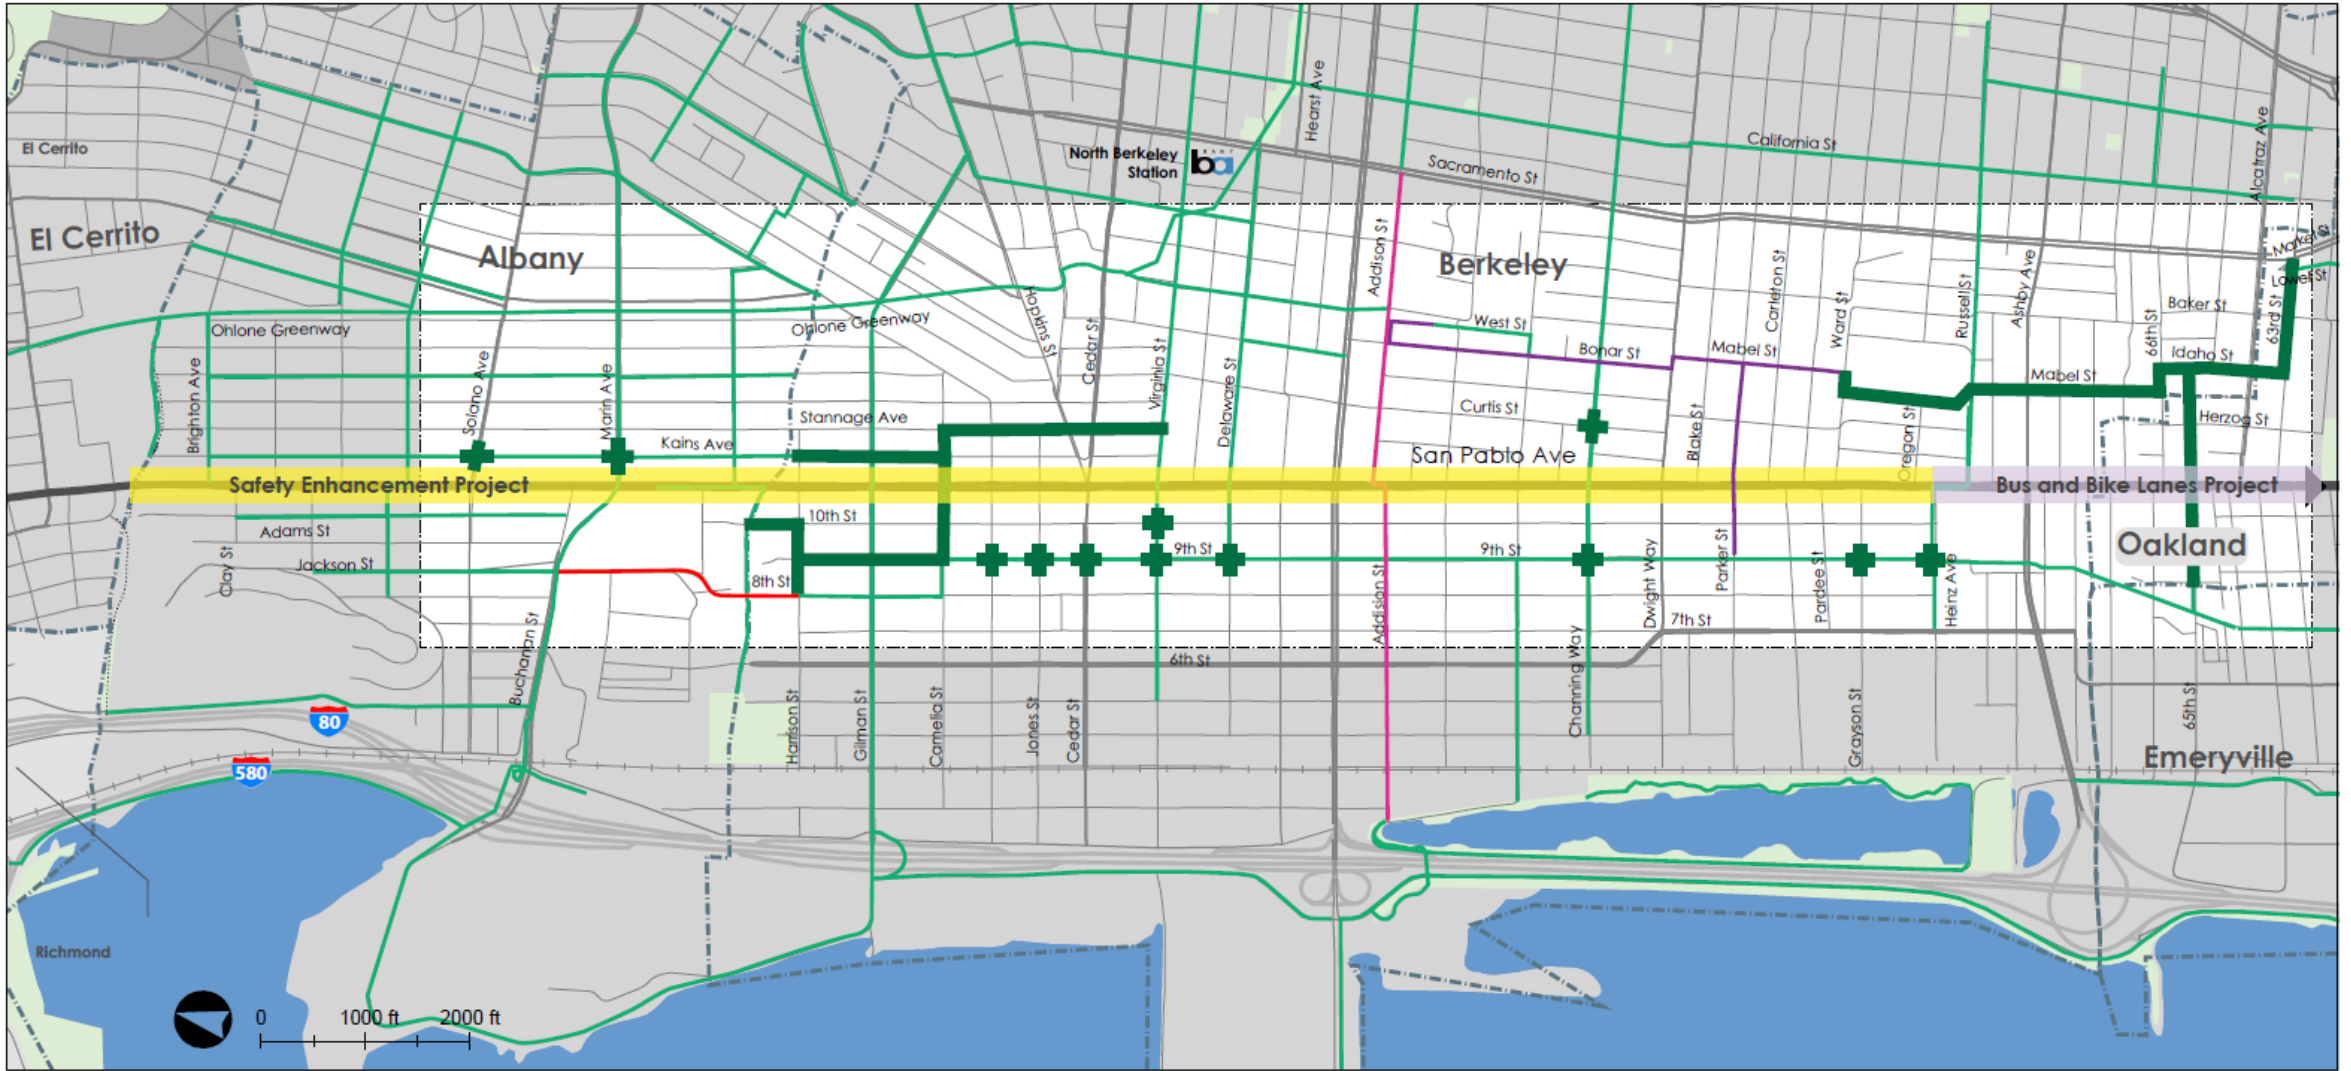 Hearst Ave
Alcatraz Ave
El Cerrito
California St
North Berkeley
Station
BART
ba
Sacramento St
El Cerrito
Albany
Addison St
Berkeley
Carleton St
Ashby Ave
Market St
Lowell St
Hopkins St
Cedar St
Ohlone Greenway
Ohlone Greenway
West St
Bonar St
Mabel St
Ward St
Russell St
Baker St
63rd St
66th St
Idaho St
Brighton Ave
Solano Ave
Marin Ave
Virginia St
Delaware St
Mabel St
Stannage Ave
Curtis St
Blake St
Oregon St
Herzog St
Kains Ave
San Pablo Ave
Safety Enhancement Project
Bus and Bike Lanes Project
10th St
Adams St
Clay St
Jackson St
8th St
9th St
9th St
Addision St
Dwight Way
Parker St
Pardee St
Heinz Ave
Oakland
7th St
6th St
Buchanan St
Harrison St
Gilman St
Camelia St
Jones St
Cedar St
Channing Way
Grayson St
65th St
80
580
Emeryville
Richmond
0
1000 ft
2000 ft